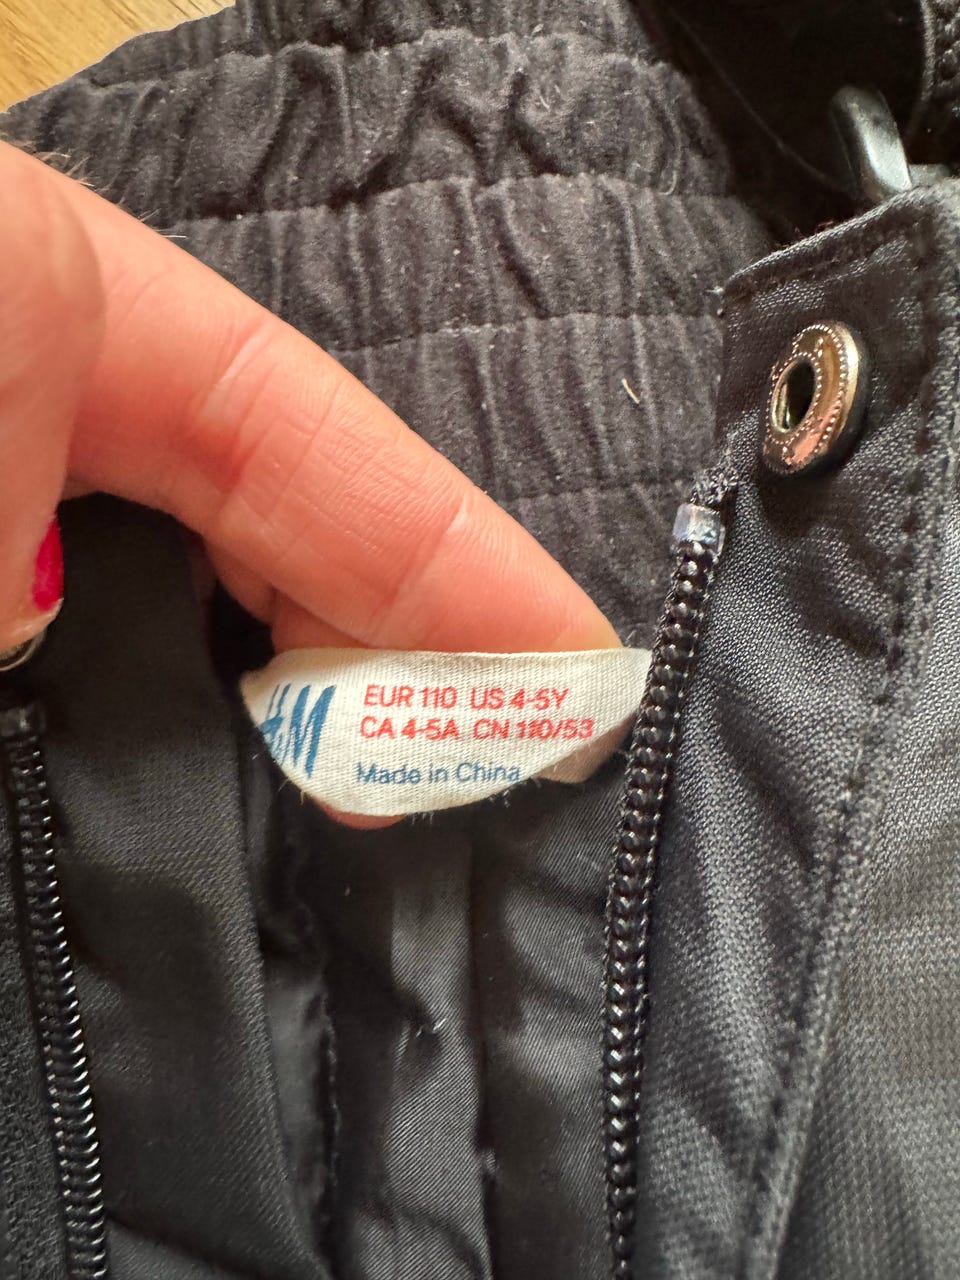 H&M
EUR 110 US 4-5Y
CA 4-5A CN 110/53
Made in China